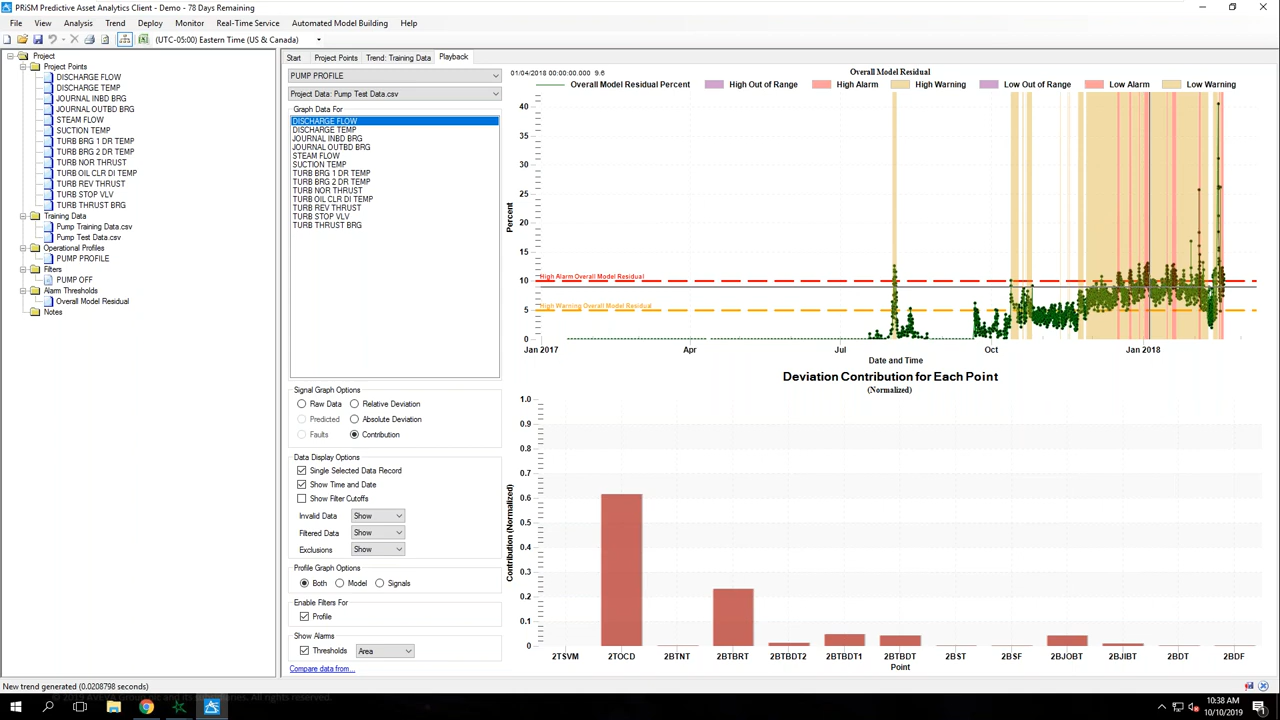 PRiSM Predictive Asset Analytics Client - Demo - 78 Days Remaining
File View Analysis Trend Deploy Monitor Real-Time Service Automated Model Building Help
(UTC-05:00) Eastern Time (US & Canada)
Project
Project Points
DISCHARGE FLOW
DISCHARGE TEMP
JOURNAL INBD BRG
JOURNAL OUTBD BRG
STEAM FLOW
SUCTION TEMP
TURB BRG 1 DR TEMP
TURB BRG 2 DR TEMP
TURB NOR THRUST
TURB OIL CLR DI TEMP
TURB REV THRUST
TURB STOP VLV
TURB THRUST BRG
Training Data
Pump Training Data.csv
Pump Test Data.csv
Operational Profiles
PUMP PROFILE
Filters
PUMP OFF
Alarm Thresholds
Overall Model Residual
Notes
Start Project Points Trend: Training Data Playback
PUMP PROFILE
Project Data: Pump Test Data.csv
Graph Data For
DISCHARGE FLOW
DISCHARGE TEMP
JOURNAL INBD BRG
JOURNAL OUTBD BRG
STEAM FLOW
SUCTION TEMP
TURB BRG 1 DR TEMP
TURB BRG 2 DR TEMP
TURB NOR THRUST
TURB OIL CLR DI TEMP
TURB REV THRUST
TURB STOP VLV
TURB THRUST BRG
Signal Graph Options
Raw Data Relative Deviation
Predicted Absolute Deviation
Faults Contribution
Data Display Options
Single Selected Data Record
Show Time and Date
Show Filter Cutoffs
Invalid Data Show
Filtered Data Show
Exclusions Show
Profile Graph Options
Both Model Signals
Enable Filters For
Profile
Show Alarms
Thresholds Area
Compare data from...
01/04/2018 00:00:00.000 9.6
Overall Model Residual
Overall Model Residual Percent High Out of Range High Alarm High Warning Low Out of Range Low Alarm Low Warning
40
35
30
25
20
15
10
5
0
Percent
High Alarm Overall Model Residual
High Warning Overall Model Residual
Jan 2017 Apr Jul Oct Jan 2018
Date and Time
Deviation Contribution for Each Point
(Normalized)
1.0
0.9
0.8
0.7
0.6
0.5
0.4
0.3
0.2
0.1
0
Contribution (Normalized)
2TSVM 2TOCD 2BTNT 2BTBRT 2BTBDT2 2BTBDT1 2BTBDT 2BST 2BSF 2BJOBT 2BJIBT 2BDT 2BDF
Point
New trend generated (0.0208798 seconds)
10:38 AM
10/10/2019